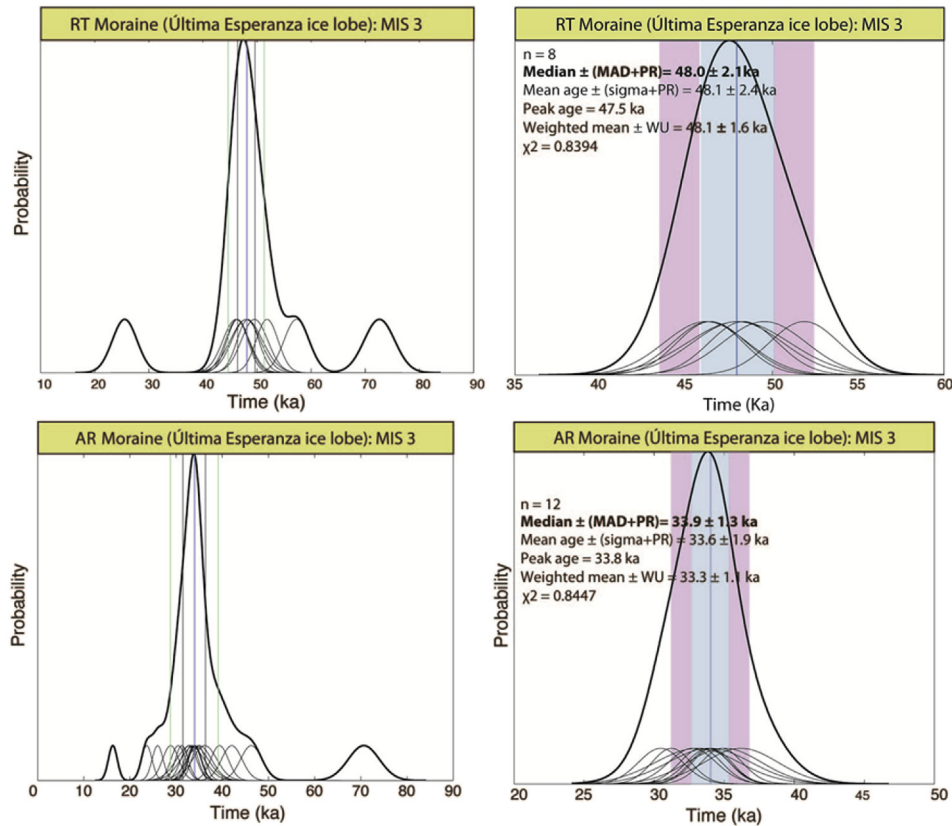 RT Moraine (Última Esperanza ice lobe): MIS 3
Probability
10 20 30 40 50 60 70 80 90
Time (ka)
RT Moraine (Última Esperanza ice lobe): MIS 3
n = 8
Median ± (MAD+PR)= 48.0 ± 2.1ka
Mean age ± (sigma+PR) = 48.1 ± 2.4 ka
Peak age = 47.5 ka
Weighted mean ± WU = 48.1 ± 1.6 ka
χ2 = 0.8394
35 40 45 50 55 60
Time (Ka)
AR Moraine (Última Esperanza ice lobe): MIS 3
Probability
0 10 20 30 40 50 60 70 80 90
Time (ka)
AR Moraine (Última Esperanza ice lobe): MIS 3
n = 12
Median ± (MAD+PR)= 33.9 ± 1.3 ka
Mean age ± (sigma+PR) = 33.6 ± 1.9 ka
Peak age = 33.8 ka
Weighted mean ± WU = 33.3 ± 1.1 ka
χ2 = 0.8447
Probability
20 25 30 35 40 45 50
Time (ka)